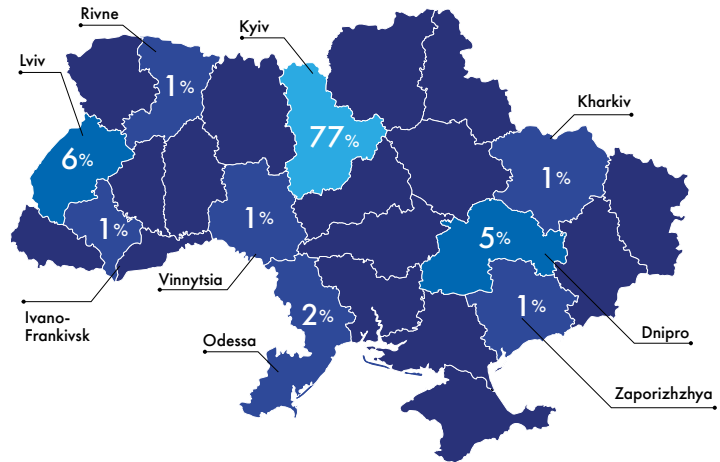 Rivne
Kyiv
Lviv
1%
Kharkiv
77%
6%
1%
1%
1%
5%
Vinnytsia
2%
1%
Ivano-
Frankivsk
Odessa
Dnipro
Zaporizhzhya